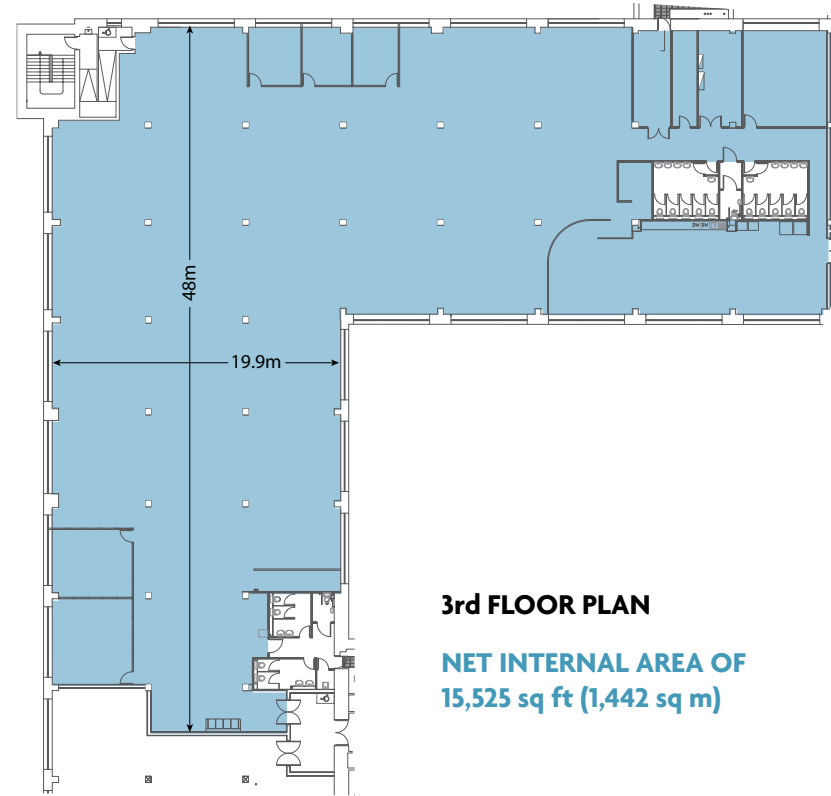 48m
19.9m
3rd FLOOR PLAN
NET INTERNAL AREA OF
15,525 sq ft (1,442 sq m)